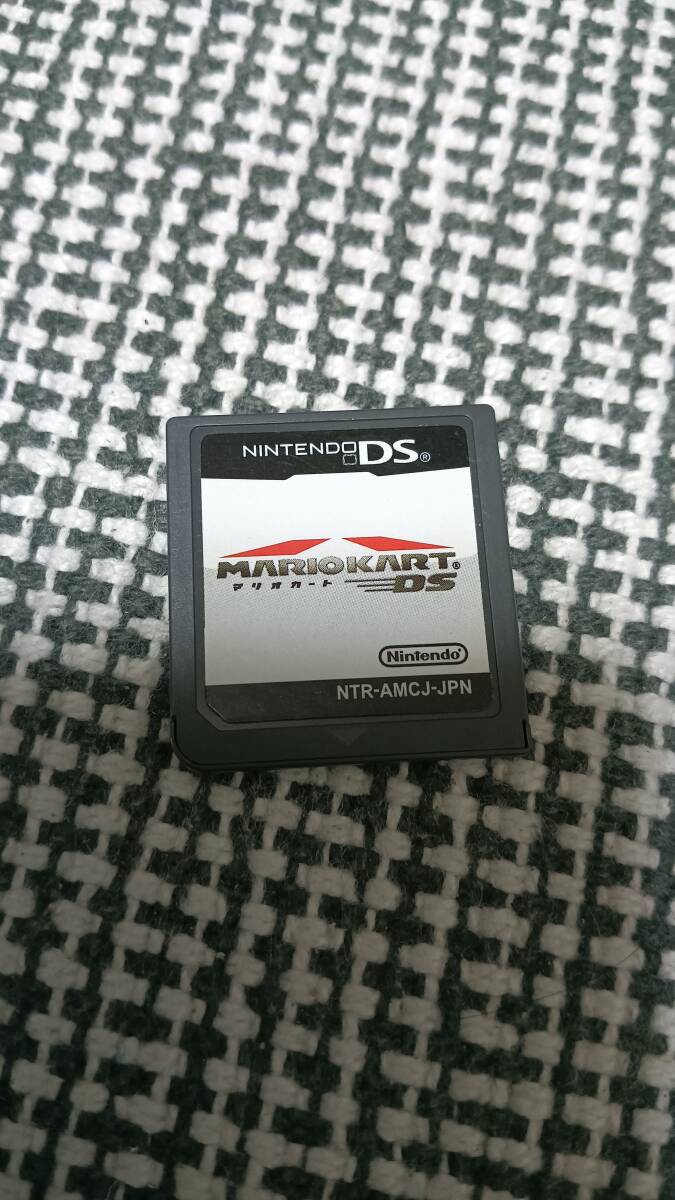 NINTENDO DS®
MARIOKART®
マリオカート DS
Nintendo®
NTR-AMCJ-JPN